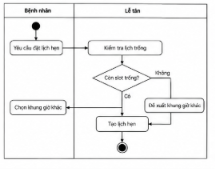 Bệnh nhân
Lễ tân
Yêu cầu đặt lịch hẹn
Kiểm tra lịch trống
Còn slot trống?
Không
Có
Chọn khung giờ khác
Đề xuất khung giờ khác
Tạo lịch hẹn